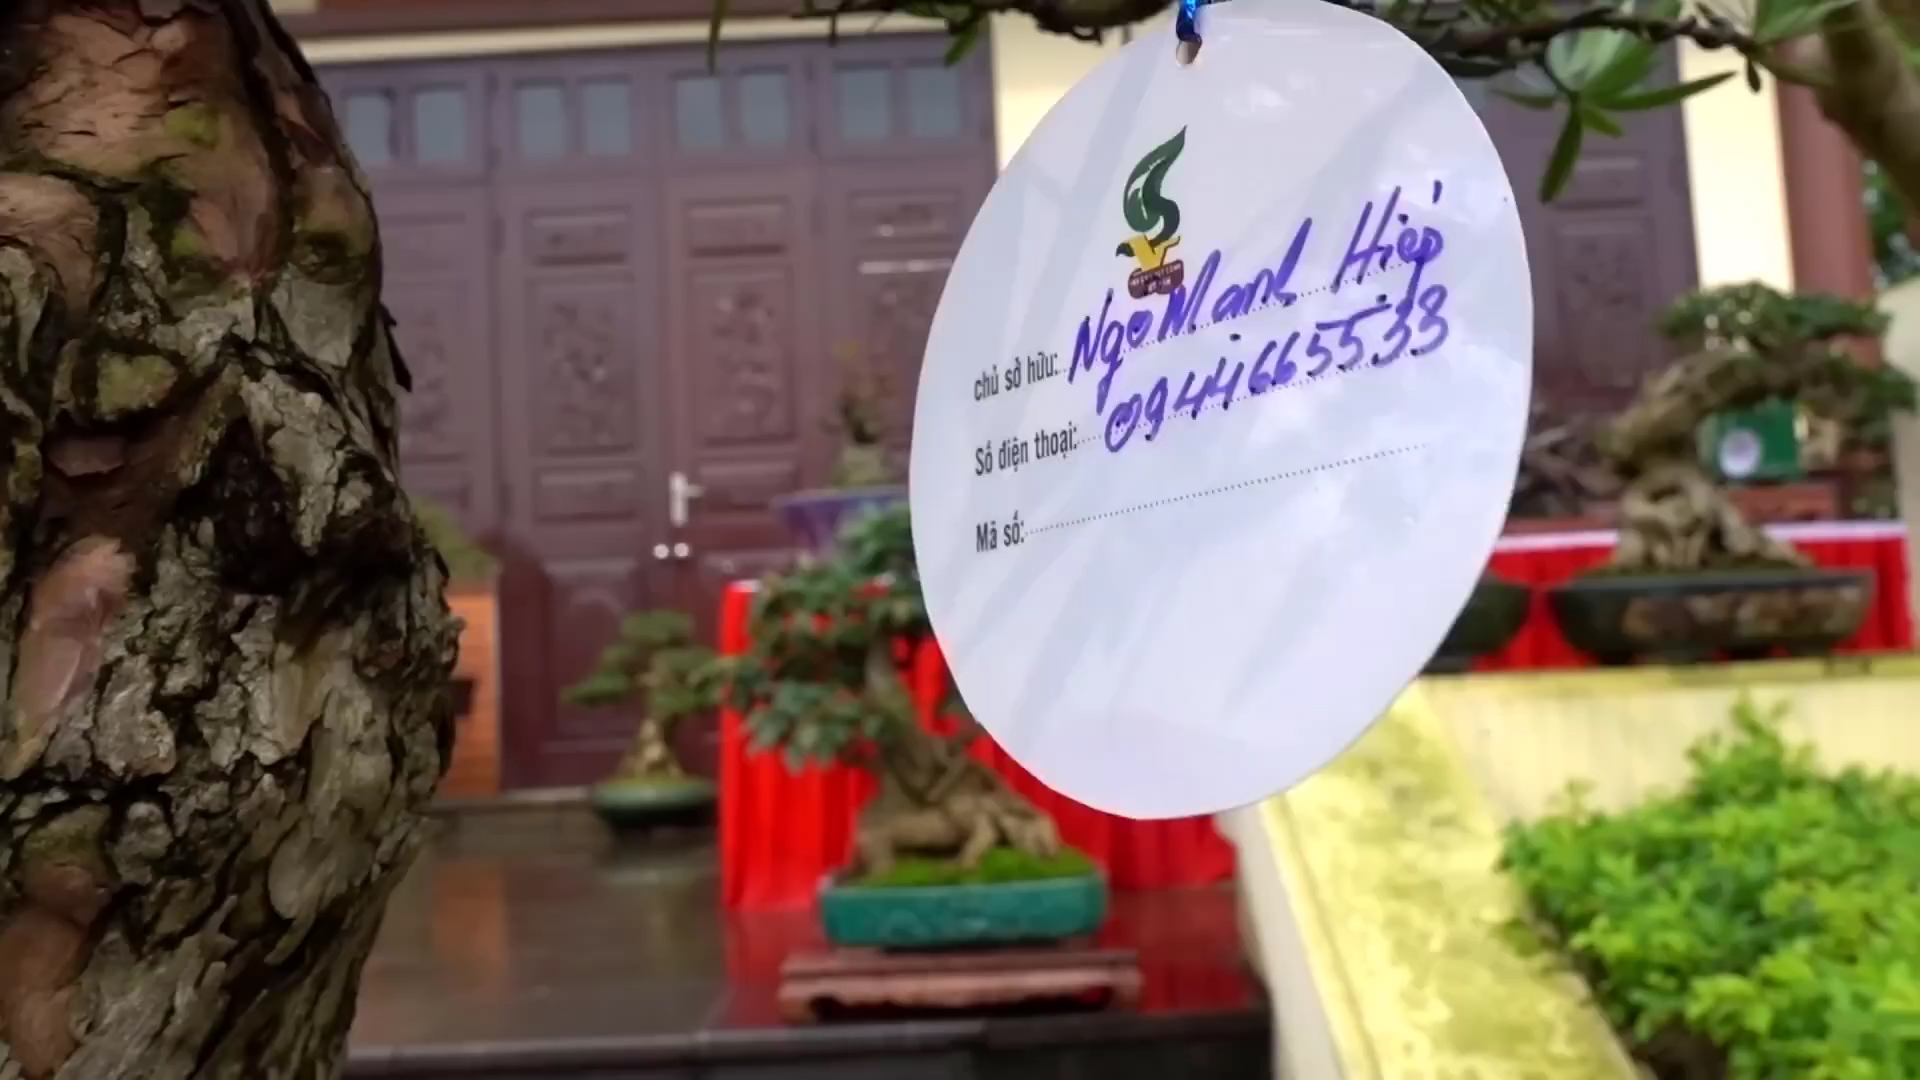 chủ sở hữu: Ngô Mạnh Hiệp
Số điện thoại: 0944665533
Mã số: